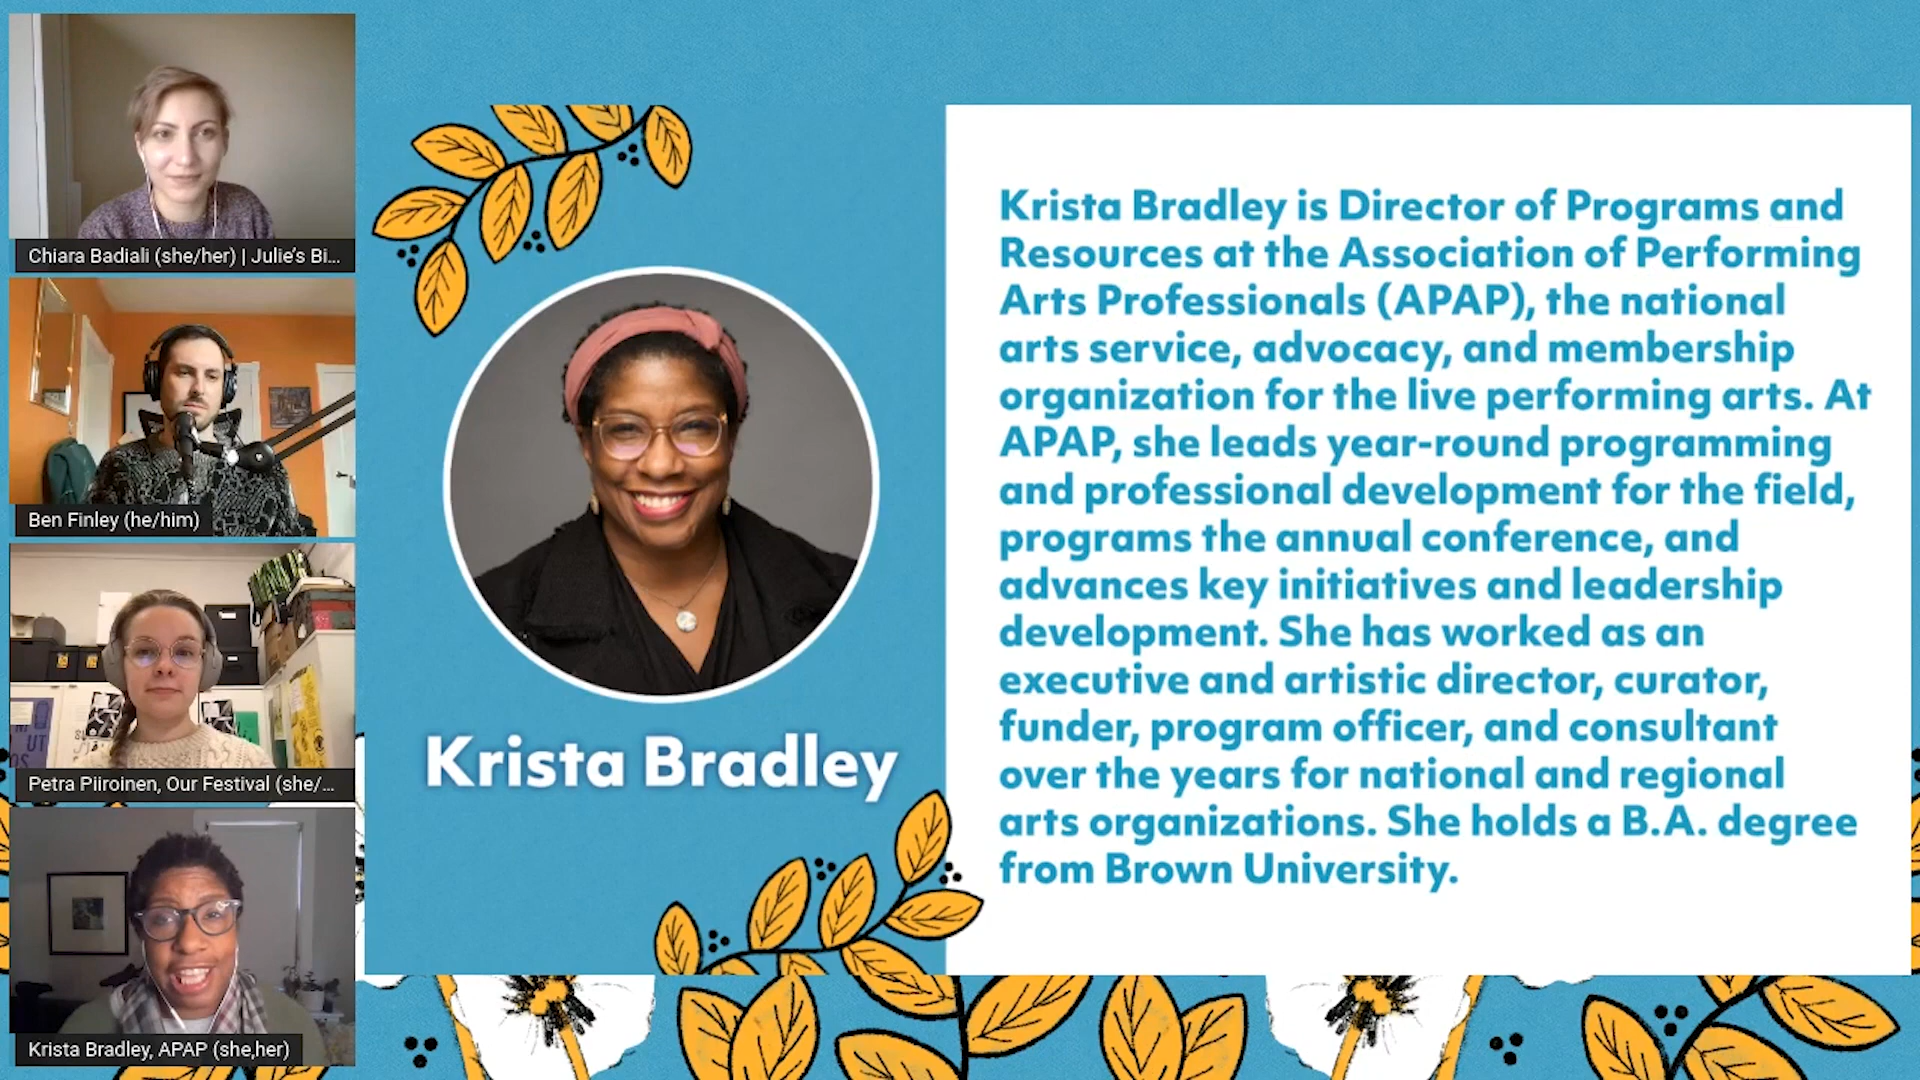 Chiara Badiali (she/her) | Julie's Bi...
Ben Finley (he/him)
Petra Piiroinen, Our Festival (she/...
Krista Bradley, APAP (she,her)
Krista Bradley
Krista Bradley is Director of Programs and
Resources at the Association of Performing
Arts Professionals (APAP), the national
arts service, advocacy, and membership
organization for the live performing arts. At
APAP, she leads year-round programming
and professional development for the field,
programs the annual conference, and
advances key initiatives and leadership
development. She has worked as an
executive and artistic director, curator,
funder, program officer, and consultant
over the years for national and regional
arts organizations. She holds a B.A. degree
from Brown University.